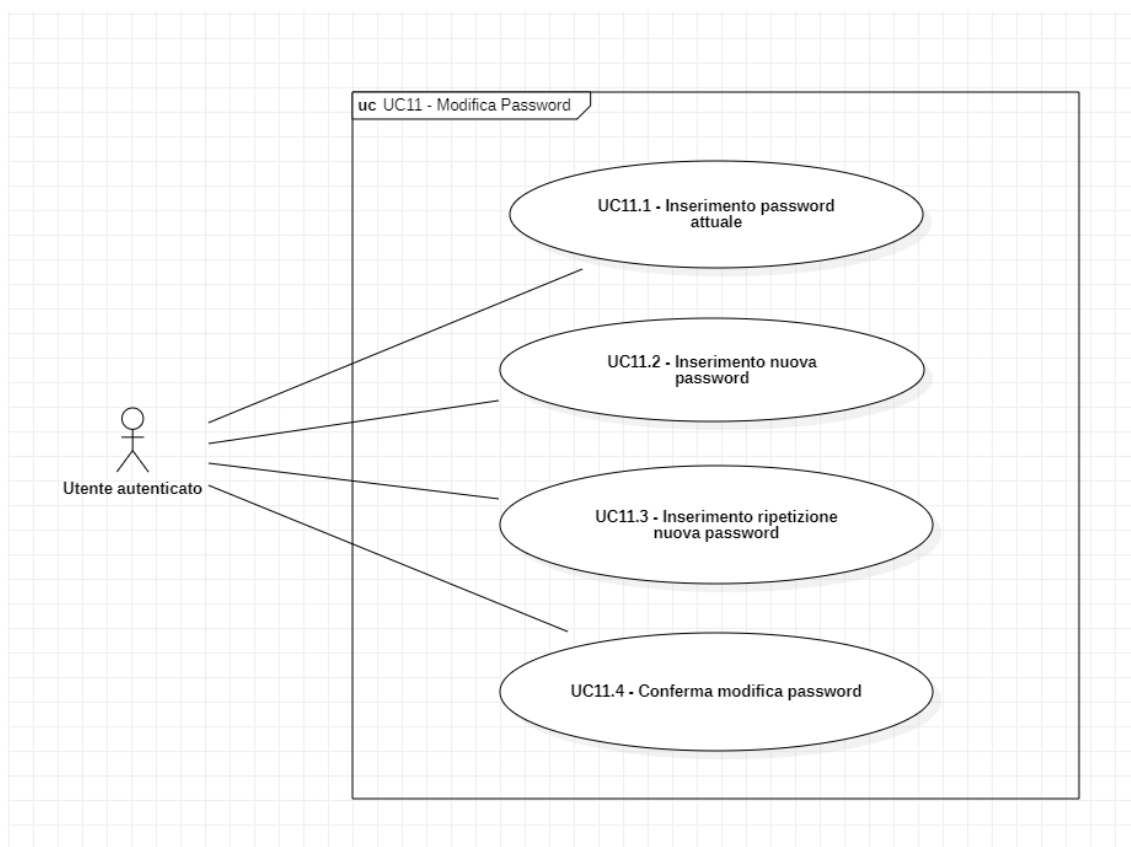 uc UC11 - Modifica Password
UC11.1 - Inserimento password
attuale
UC11.2 - Inserimento nuova
password
Utente autenticato
UC11.3 - Inserimento ripetizione
nuova password
UC11.4 - Conferma modifica password